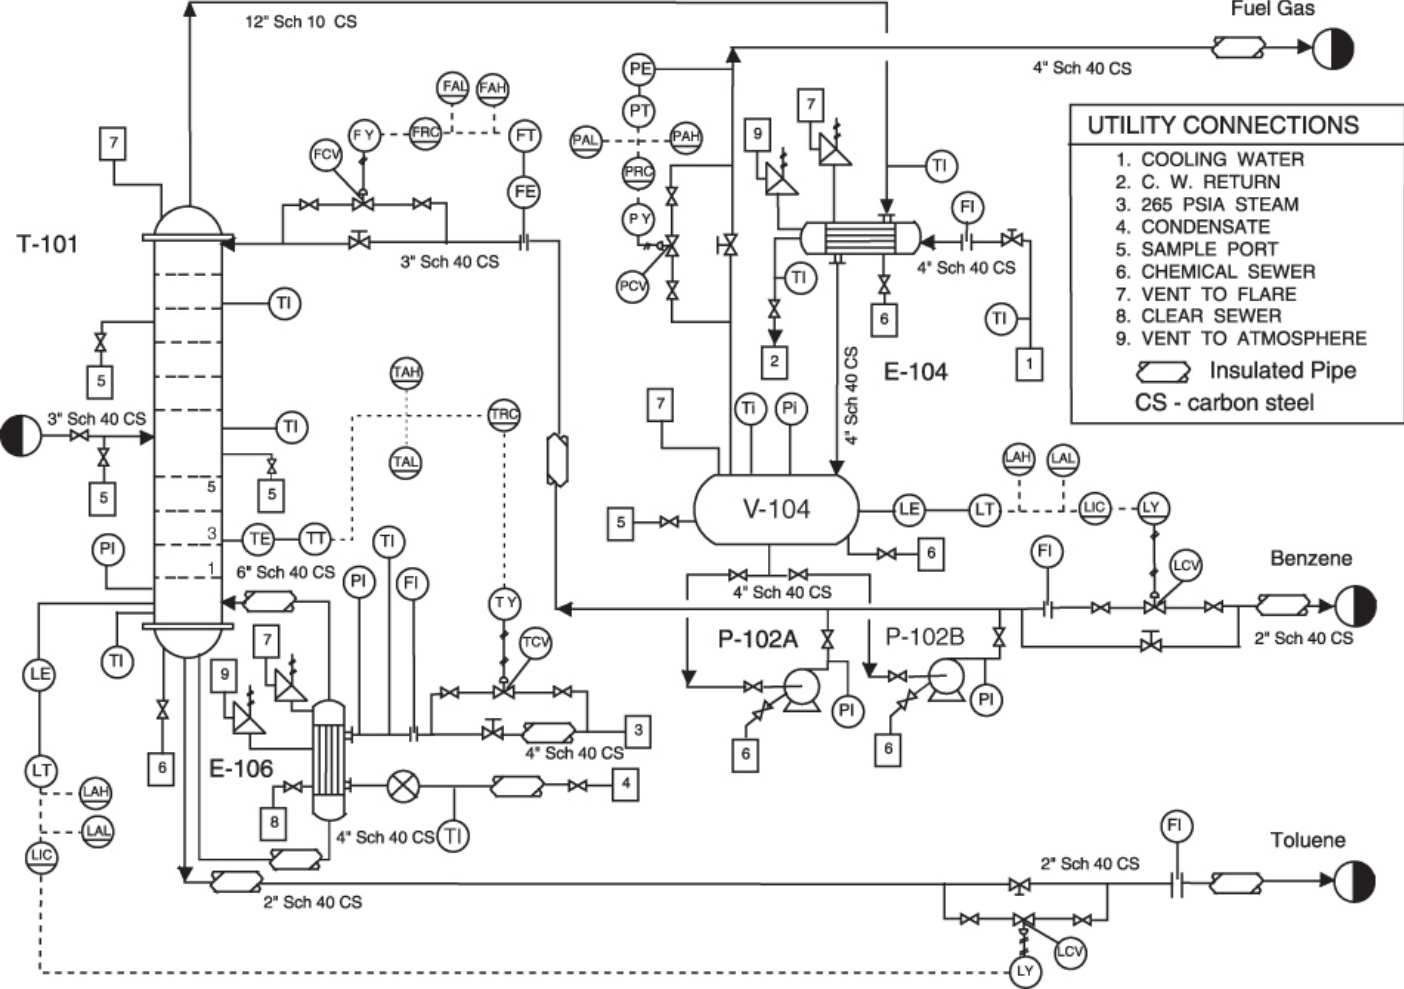 12" Sch 10 CS
Fuel Gas
4" Sch 40 CS
UTILITY CONNECTIONS
1. COOLING WATER
2. C. W. RETURN
3. 265 PSIA STEAM
4. CONDENSATE
5. SAMPLE PORT
6. CHEMICAL SEWER
7. VENT TO FLARE
8. CLEAR SEWER
9. VENT TO ATMOSPHERE
Insulated Pipe
CS - carbon steel
PE
PT
PAL
PAH
PRC
PY
PCV
7
9
TI
FI
4" Sch 40 CS
TI
TI
6
2
1
E-104
4" Sch 40 CS
FAL
FAH
FY
FRC
FT
FCV
FE
3" Sch 40 CS
7
T-101
TI
5
3" Sch 40 CS
TI
5
5
5
3
1
TAH
TRC
TAL
TE
TT
TI
PI
6" Sch 40 CS
PI
FI
TY
TCV
TI
LE
7
9
6
E-106
8
3
4" Sch 40 CS
4
4" Sch 40 CS
TI
LT
LAH
LAL
LIC
2" Sch 40 CS
7
Ti
Pi
V-104
5
6
LE
LT
LAH
LAL
LIC
LY
FI
LCV
Benzene
2" Sch 40 CS
4" Sch 40 CS
P-102A
P-102B
PI
PI
6
6
FI
Toluene
2" Sch 40 CS
LCV
LY